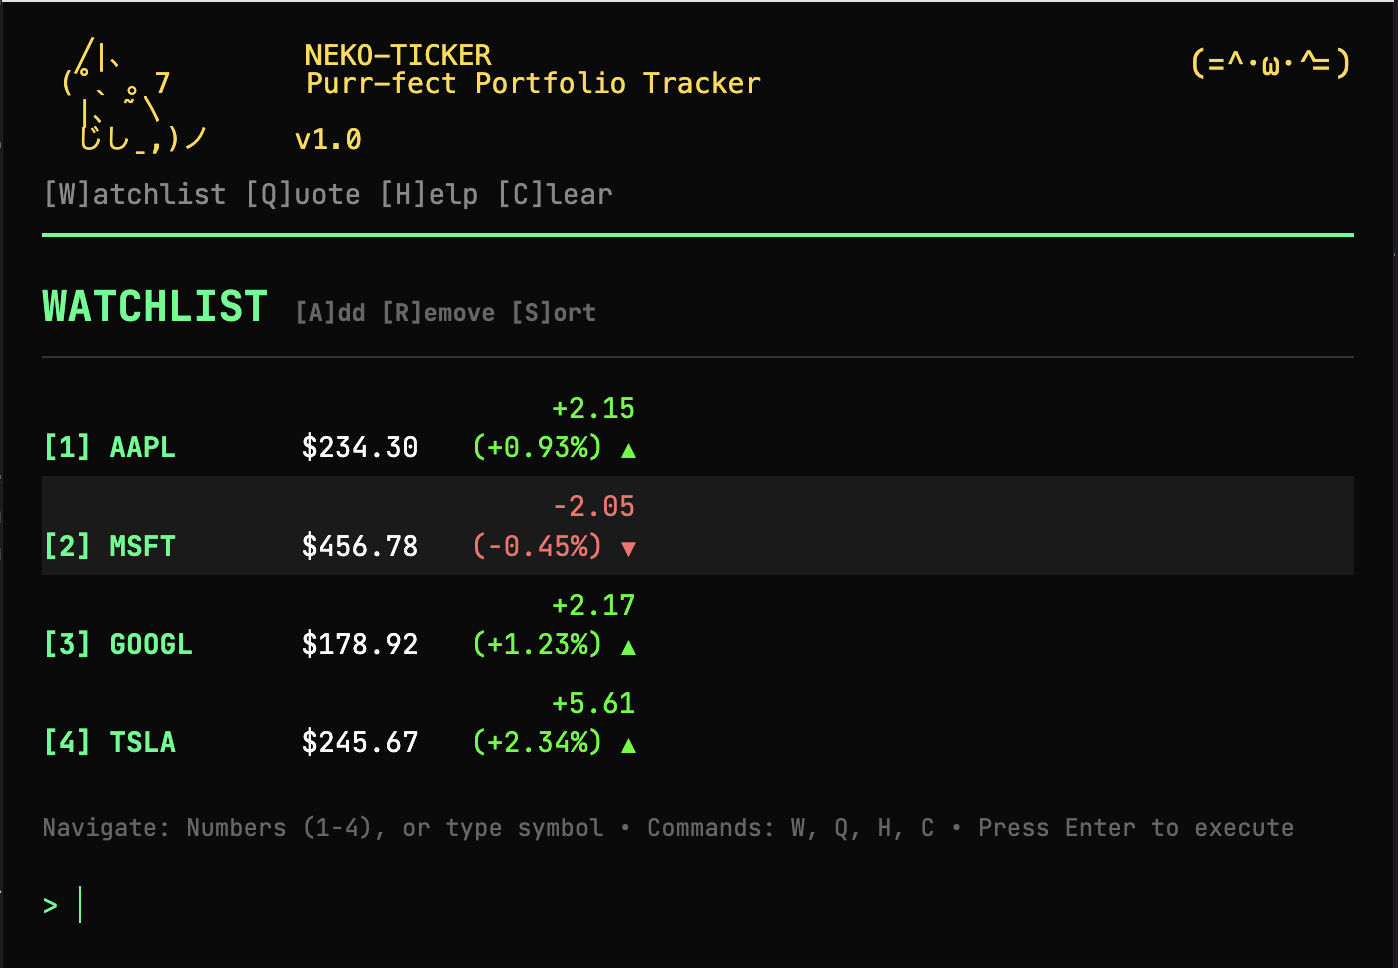 ／|、 NEKO-TICKER (=^･ω･^=)
(˚ˎ 。7 Purr-fect Portfolio Tracker
|、˜\
じしˍ,)ノ v1.0
[W]atchlist [Q]uote [H]elp [C]lear
WATCHLIST [A]dd [R]emove [S]ort
+2.15
[1] AAPL $234.30 (+0.93%) ▲
-2.05
[2] MSFT $456.78 (-0.45%) ▼
+2.17
[3] GOOGL $178.92 (+1.23%) ▲
+5.61
[4] TSLA $245.67 (+2.34%) ▲
Navigate: Numbers (1-4), or type symbol • Commands: W, Q, H, C • Press Enter to execute
>